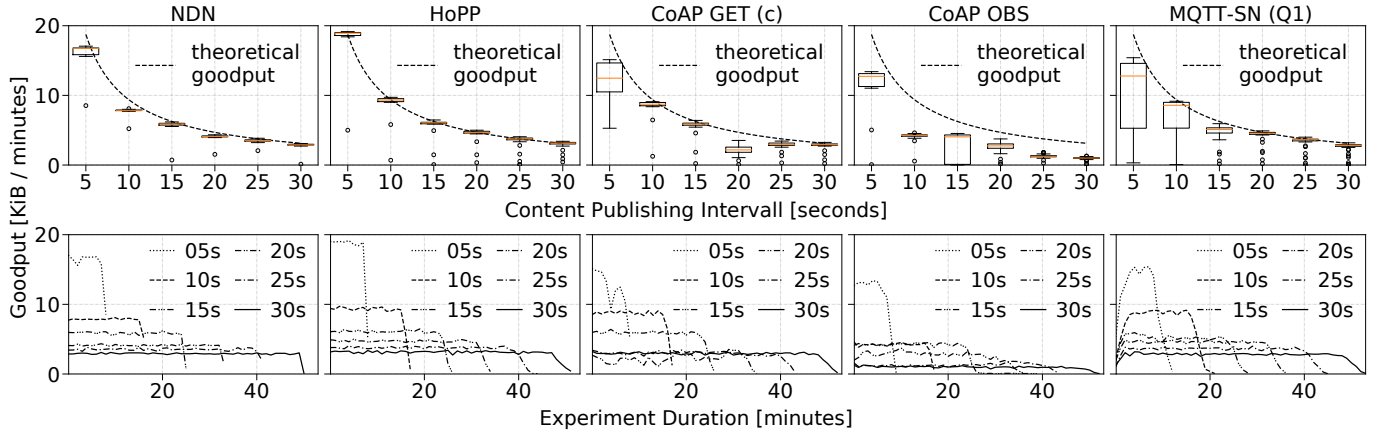 NDN
HoPP
CoAP GET (c)
CoAP OBS
MQTT-SN (Q1)
Goodput [KiB / minutes]
20
10
0
theoretical
goodput
theoretical
goodput
theoretical
goodput
theoretical
goodput
theoretical
goodput
5 10 15 20 25 30
5 10 15 20 25 30
5 10 15 20 25 30
5 10 15 20 25 30
5 10 15 20 25 30
Content Publishing Intervall [seconds]
20
10
0
05s 20s
10s 25s
15s 30s
05s 20s
10s 25s
15s 30s
05s 20s
10s 25s
15s 30s
05s 20s
10s 25s
15s 30s
05s 20s
10s 25s
15s 30s
20 40
20 40
20 40
20 40
20 40
Experiment Duration [minutes]